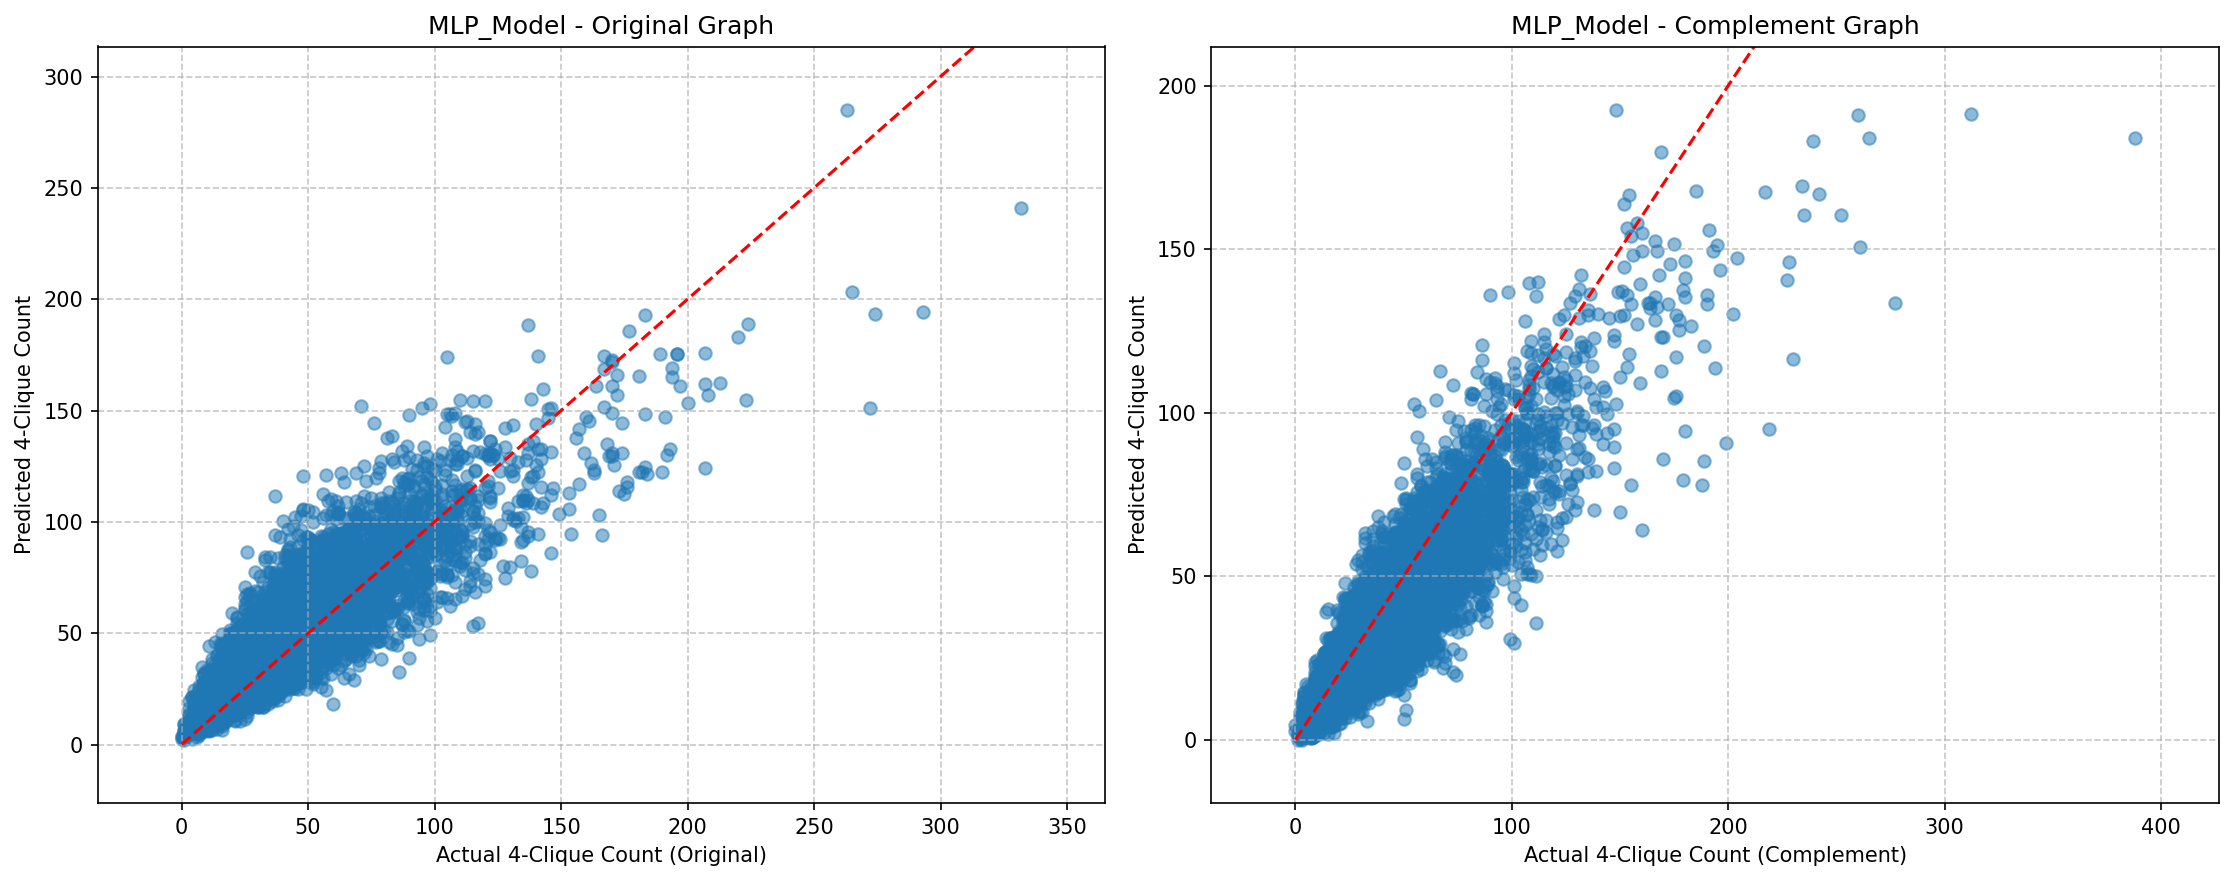 MLP_Model - Original Graph
Predicted 4-Clique Count
300
250
200
150
100
50
0
0 50 100 150 200 250 300 350
Actual 4-Clique Count (Original)
MLP_Model - Complement Graph
Predicted 4-Clique Count
200
150
100
50
0
0 100 200 300 400
Actual 4-Clique Count (Complement)